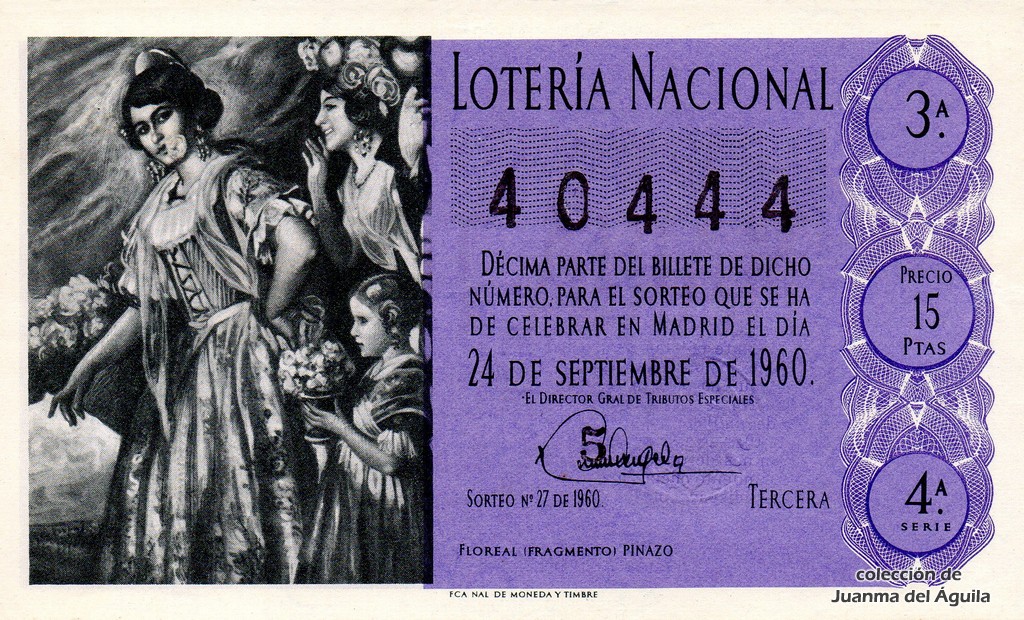 LOTERÍA NACIONAL
3.ª
40444
DÉCIMA PARTE DEL BILLETE DE DICHO
NÚMERO, PARA EL SORTEO QUE SE HA
DE CELEBRAR EN MADRID EL DÍA
24 DE SEPTIEMBRE DE 1960.
PRECIO
15
PTAS
EL DIRECTOR GRAL DE TRIBUTOS ESPECIALES
5
SORTEO Nº 27 DE 1960
TERCERA
4.ª
SERIE
FLOREAL (FRAGMENTO) PINAZO
FCA NAL DE MONEDA Y TIMBRE
colección de
Juanma del Águila